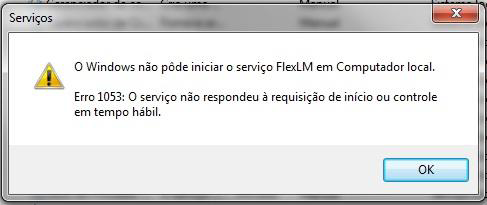 Serviços
O Windows não pôde iniciar o serviço FlexLM em Computador local.
Erro 1053: O serviço não respondeu à requisição de início ou controle
em tempo hábil.
OK